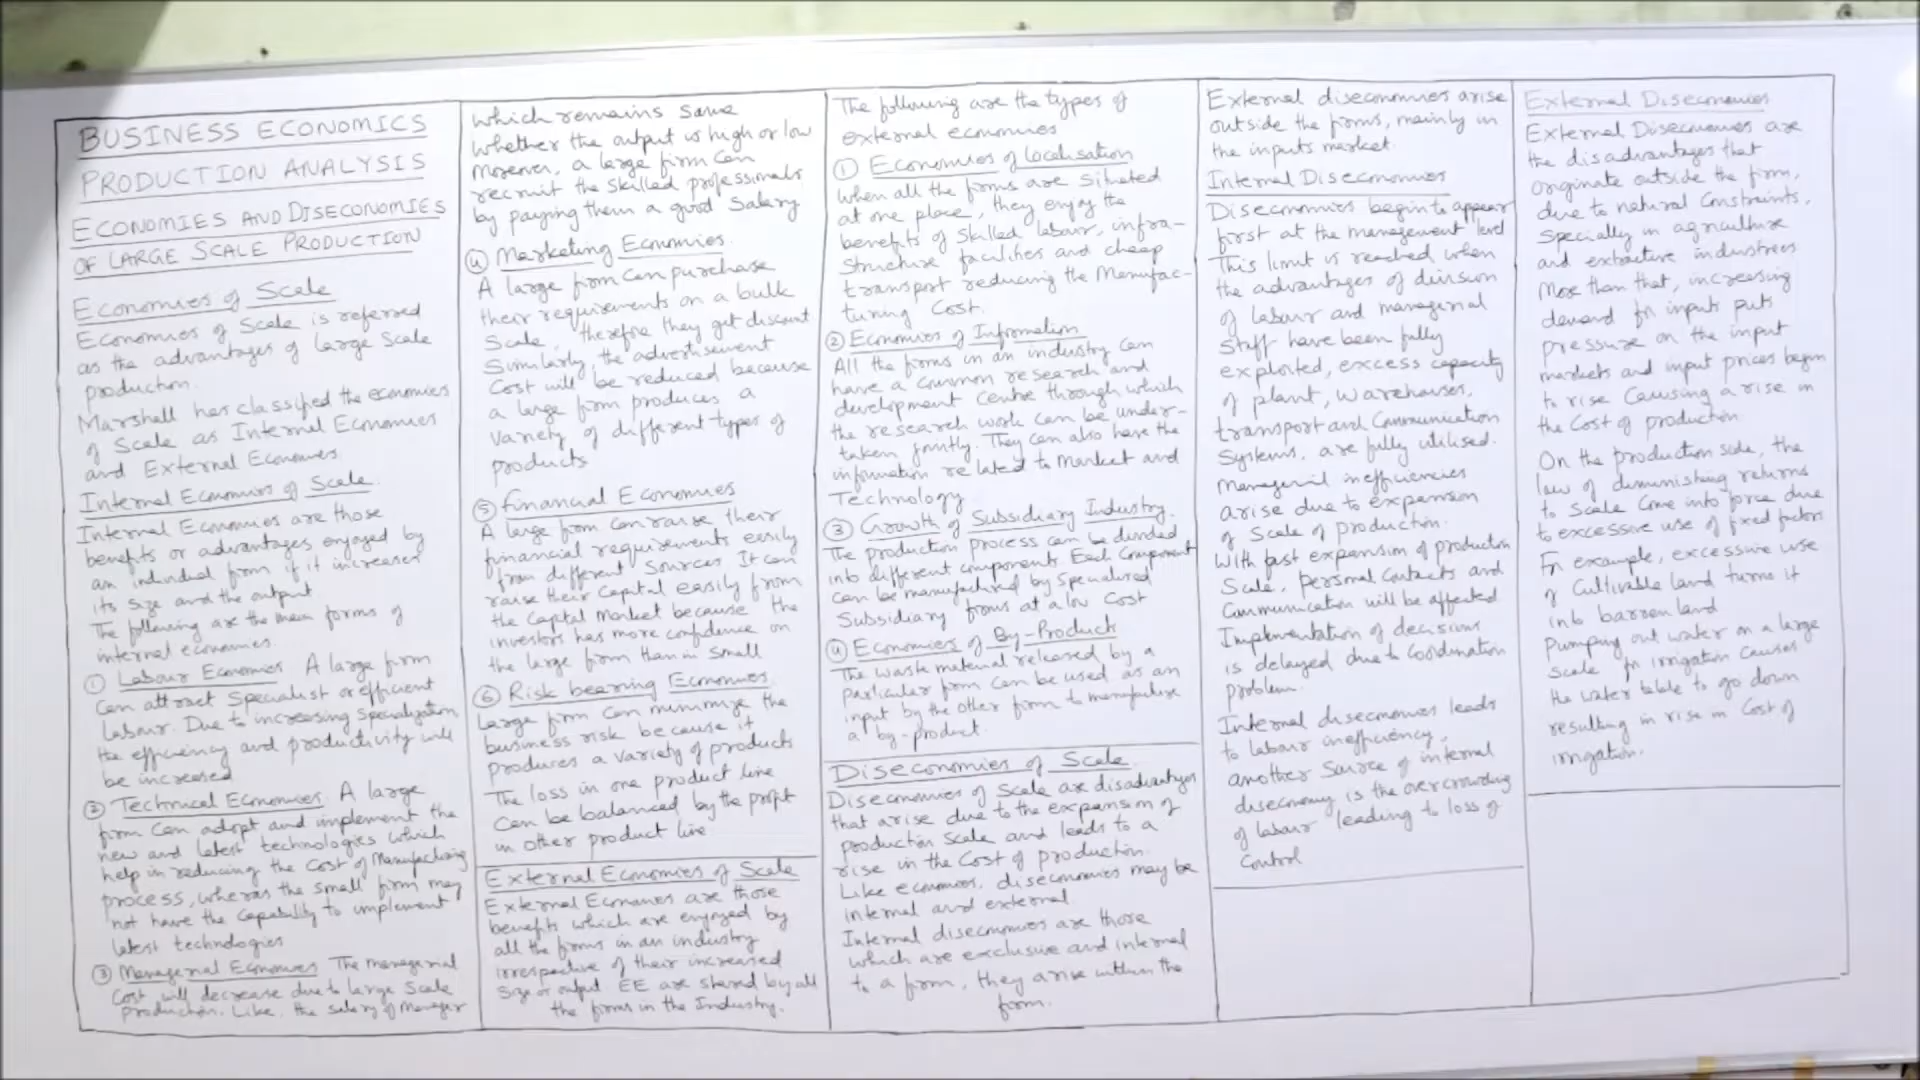 BUSINESS ECONOMICS
PRODUCTION ANALYSIS
ECONOMIES AND DISECONOMIES
OF LARGE SCALE PRODUCTION
Economies of Scale
Economies of Scale is referred
as the advantages of large Scale
production.
Marshall has classified the economies
of Scale as Internal Economies
and External Economies
Internal Economies of Scale.
Internal Economies are those
benefits or advantages enjoyed by
an individual firm if it increases
its size and the output
The following are the main forms of
internal economies.
① Labour Economies A large firm
can attract Specialist or efficient
labour. Due to increasing Specialization
the efficiency and productivity will
be increased
② Technical Economies. A large
firm can adopt and implement the
new and latest technologies which
help in reducing the Cost of Manufacturing
process, wheras the small firm may
not have the capability to implement
latest technologies
③ Managerial Economies The managerial
Cost will decrease due to large Scale
production. Like, the salary of Manager
which remains same
whether the output is high or low
Moreover, a large firm can
recruit the skilled professionals
by paying them a good Salary
④ Marketing Economies.
A large firm can purchase
their requirements on a bulk
Scale, therefore they get discount
Similarly, the advertisement
Cost will be reduced because
a large firm produces a
variety of different types of
products
⑤ Financial Economies
A large firm can raise their
financial requirements easily
from different Sources. It can
raise their Capital easily from
the Capital Market because the
investors has more confidence on
the large firm than in small
⑥ Risk bearing Economies
Large firm can minimize the
business risk because it
produces a variety of products
The loss in one product line
Can be balanced by the profit
in other product line
External Economies of Scale
External Economies are those
benefits which are enjoyed by
all the firms in an industry
irrespective of their increased
Size or output EE are shared by all
the firms in the Industry.
The following are the types of
external economies
① Economies of Localisation
When all the firms are situated
at one place, they enjoy the
benefits of skilled labour, infra-
structure facilities and cheap
transport reducing the Manufac-
turing Cost.
② Economies of Information
All the firms in an industry can
have a common research and
development Centre through which
the research work can be under-
taken jointly. They can also have the
information related to Market and
Technology
③ Growth of Subsidiary Industry.
The production process can be divided
into different components Each Component
can be manufactured by Specialized
Subsidiary firms at a low Cost
④ Economies of By-Product
The waste material released by a
particular firm can be used as an
input by the other firm to manufacture
a by-product.
Diseconomies of Scale
Diseconomies of Scale are disadvantages
that arise due to the expansion of
production Scale and leads to a
rise in the Cost of production.
Like economies, diseconomies may be
internal and external
Internal diseconomies are those
which are exclusive and internal
to a firm, they arise within the
firm.
External diseconomies arise
outside the firms, mainly in
the inputs market.
Internal Diseconomies
Diseconomies begin to appear
first at the management level
This limit is reached when
the advantages of division
of labour and managerial
Staff have been fully
exploited, excess capacity
of plant, warehouses,
transport and Communication
Systems, are fully utilised.
Managerial inefficiencies
arise due to expansion
of Scale of production.
With fast expansion of production
Scale, personal Contacts and
Communication will be affected
Implementation of decisions
is delayed due to Coordination
problem.
Internal diseconomies leads
to labour inefficiency,
another Source of internal
diseconomy is the overcrowding
of labour leading to loss of
Control
External Diseconomies
External Diseconomies are
the disadvantages that
originate outside the firm,
due to natural Constraints,
Specially in agriculture
and extractive industries
More than that, increasing
demand for inputs puts
pressure on the input
markets and input prices begin
to rise Causing a rise in
the Cost of production
On the production side, the
law of diminishing returns
to Scale Come into force due
to excessive use of fixed factors
For example, excessive use
of Cultivable land turns it
into barren land
Pumping out water on a large
Scale for irrigation Causes
the water table to go down
resulting in rise in Cost of
irrigation.